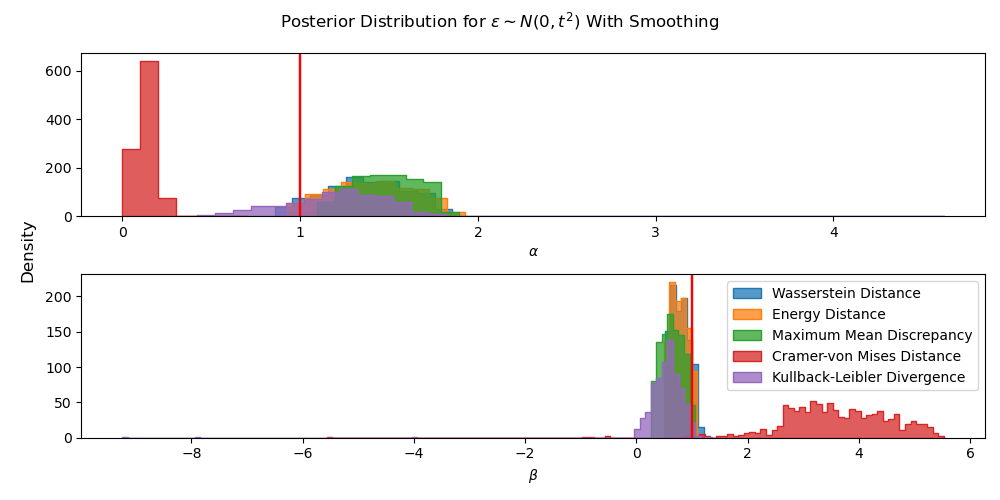 Posterior Distribution for ε ~ N(0, t²) With Smoothing
Density
600
400
200
0
0 1 2 3 4
α
200
150
100
50
0
−8 −6 −4 −2 0 2 4 6
β
Wasserstein Distance
Energy Distance
Maximum Mean Discrepancy
Cramer-von Mises Distance
Kullback-Leibler Divergence